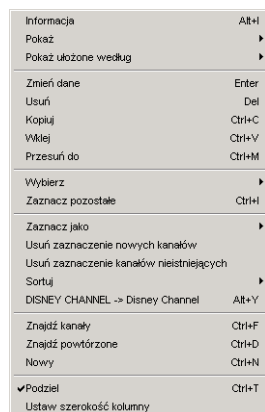 Informacja Alt+I
Pokaż
Pokaż ułożone według
Zmień dane Enter
Usuń Del
Kopiuj Ctrl+C
Wklej Ctrl+V
Przesuń do Ctrl+M
Wybierz
Zaznacz pozostałe Ctrl+I
Zaznacz jako
Usuń zaznaczenie nowych kanałów
Usuń zaznaczenie kanałów nieistniejących
Sortuj
DISNEY CHANNEL -> Disney Channel Alt+Y
Znajdź kanały Ctrl+F
Znajdź powtórzone Ctrl+D
Nowy Ctrl+N
Podziel Ctrl+T
Ustaw szerokość kolumny